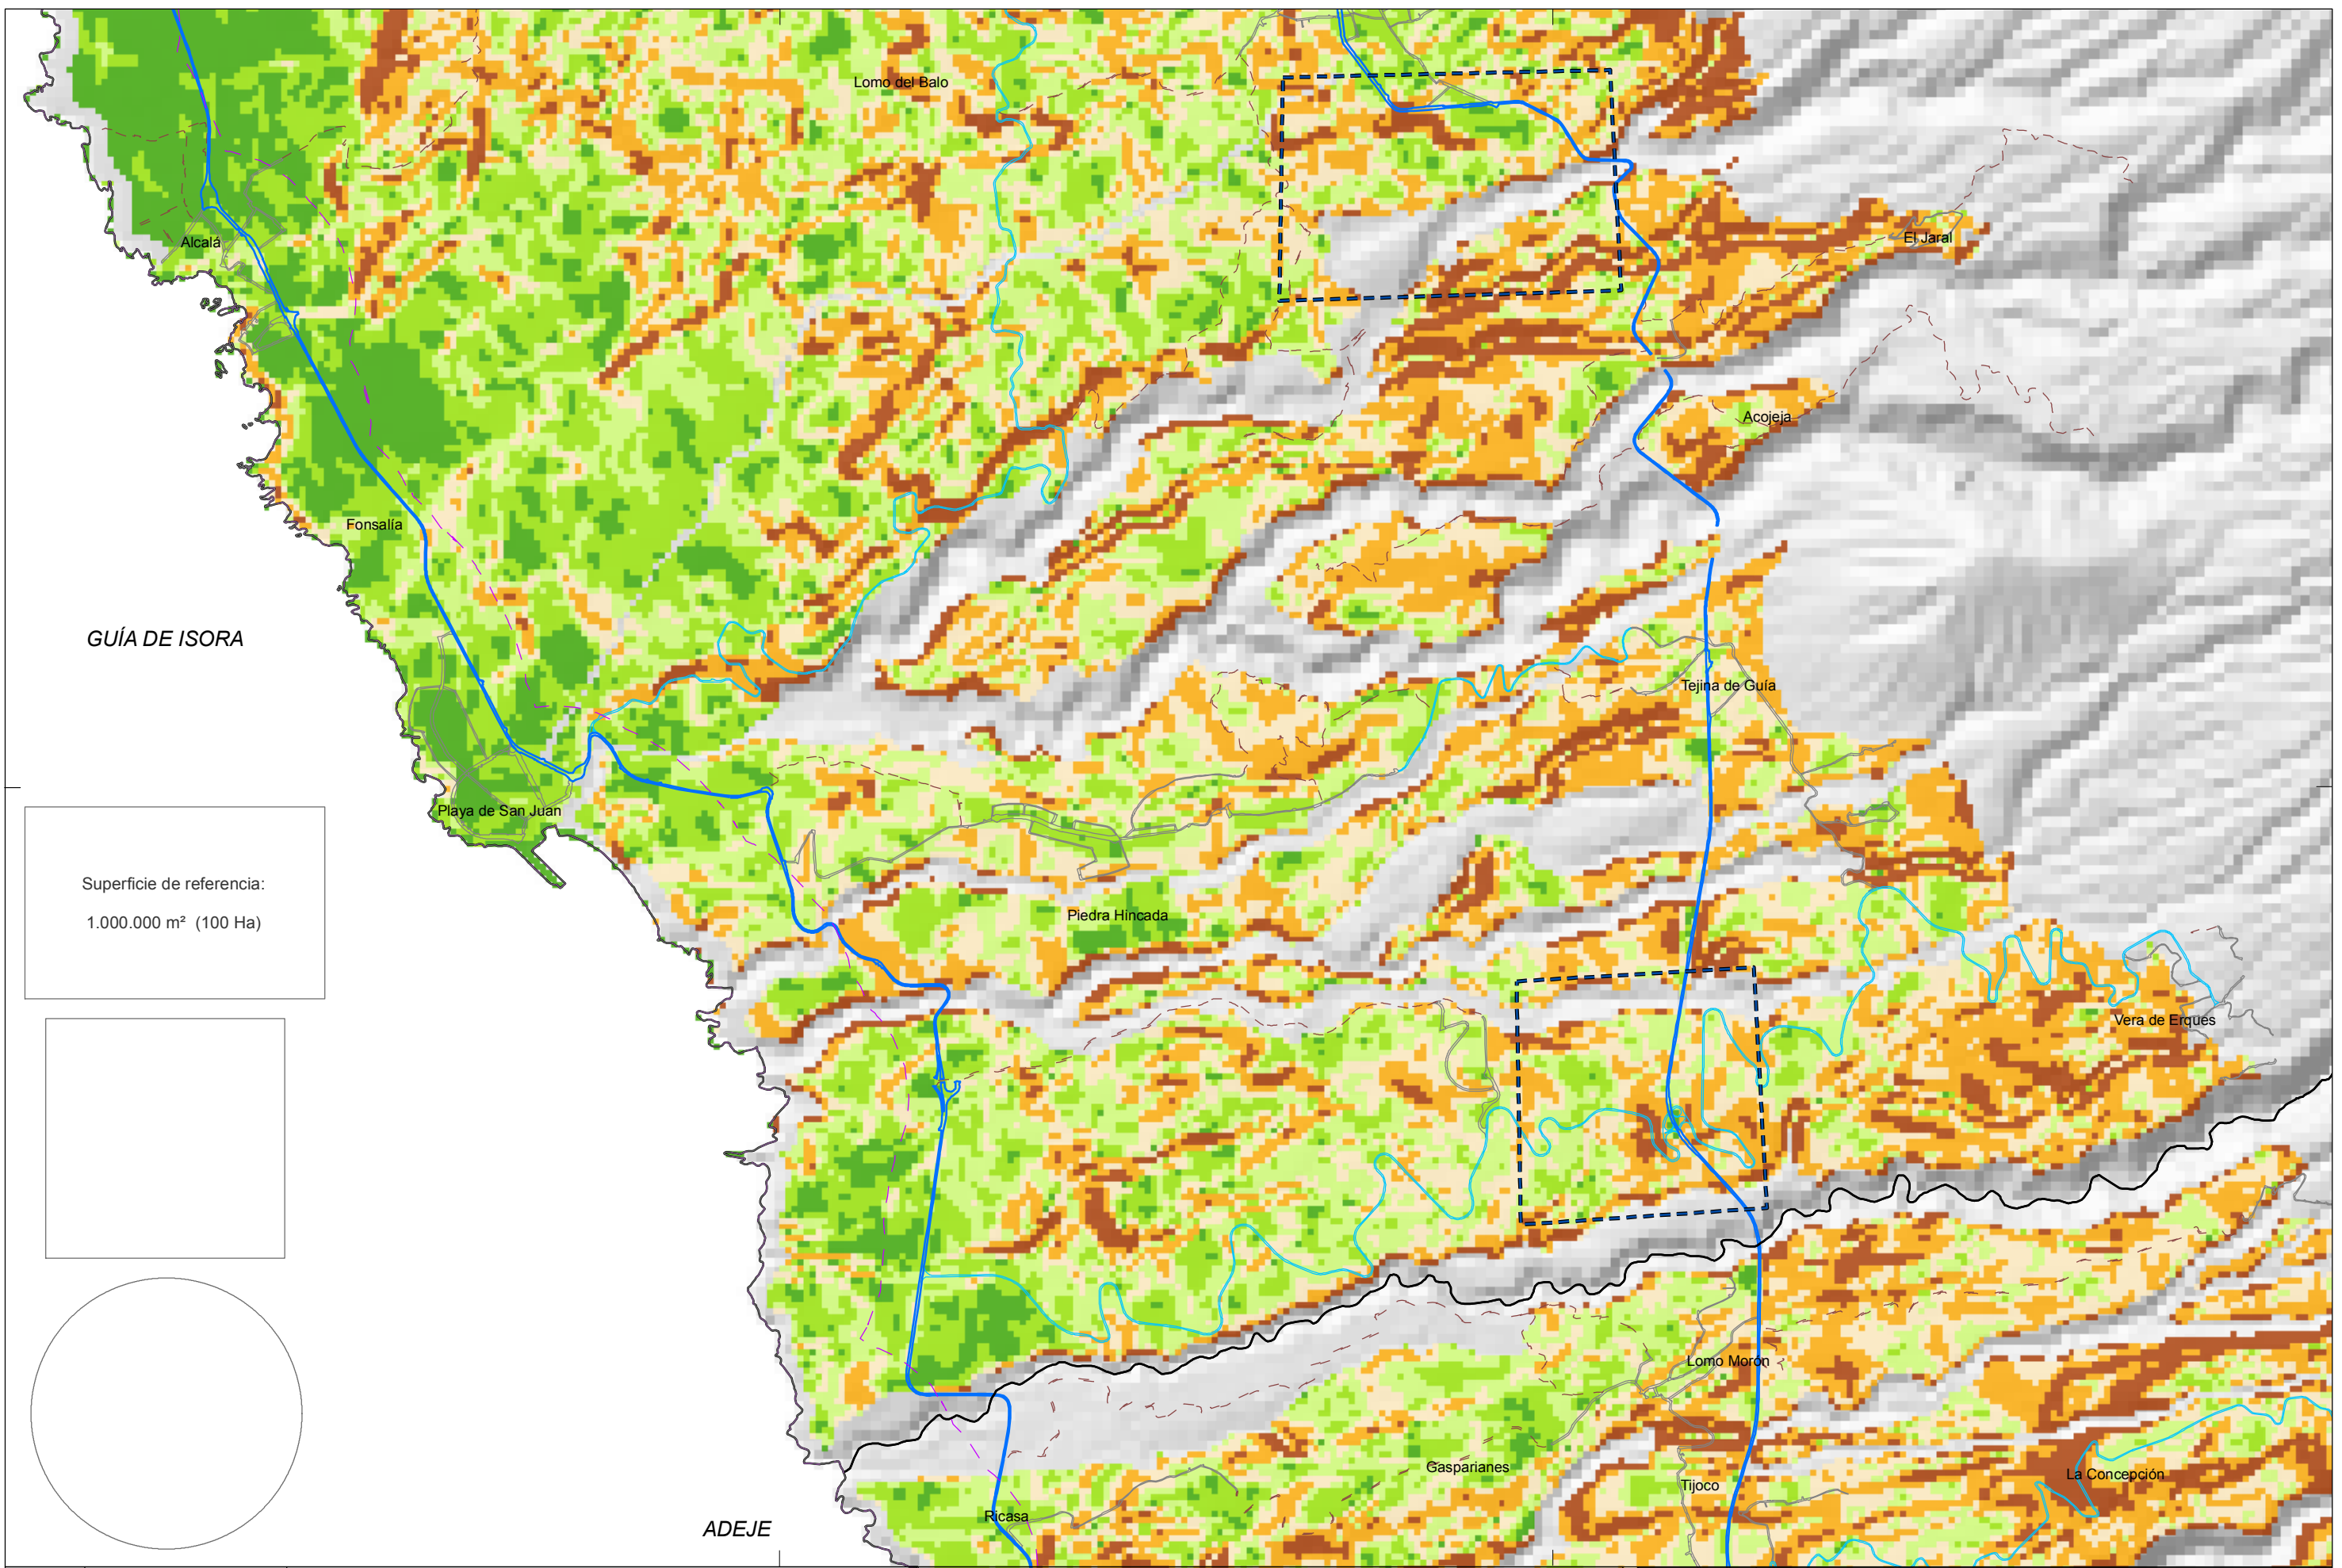 Lomo del Balo
El Jaral
Alcalá
Acojeja
Fonsalía
GUÍA DE ISORA
Tejina de Guía
Playa de San Juan
Superficie de referencia:
1.000.000 m² (100 Ha)
Piedra Hincada
Vera de Erques
Lomo Morón
Gasparianes
La Concepción
Tijoco
Ricasa
ADEJE